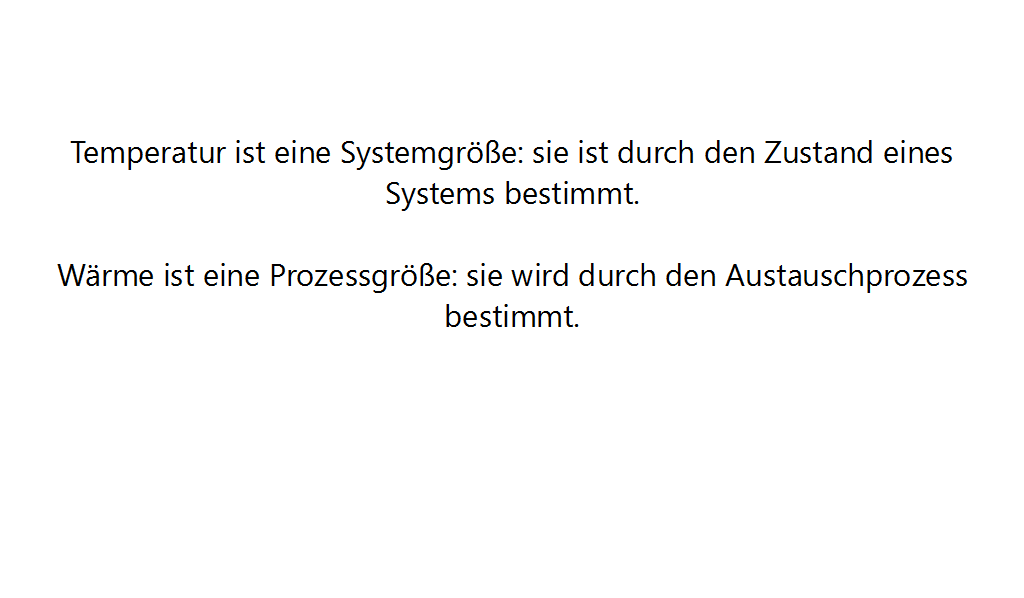 Temperatur ist eine Systemgröße: sie ist durch den Zustand eines
Systems bestimmt.
Wärme ist eine Prozessgröße: sie wird durch den Austauschprozess
bestimmt.